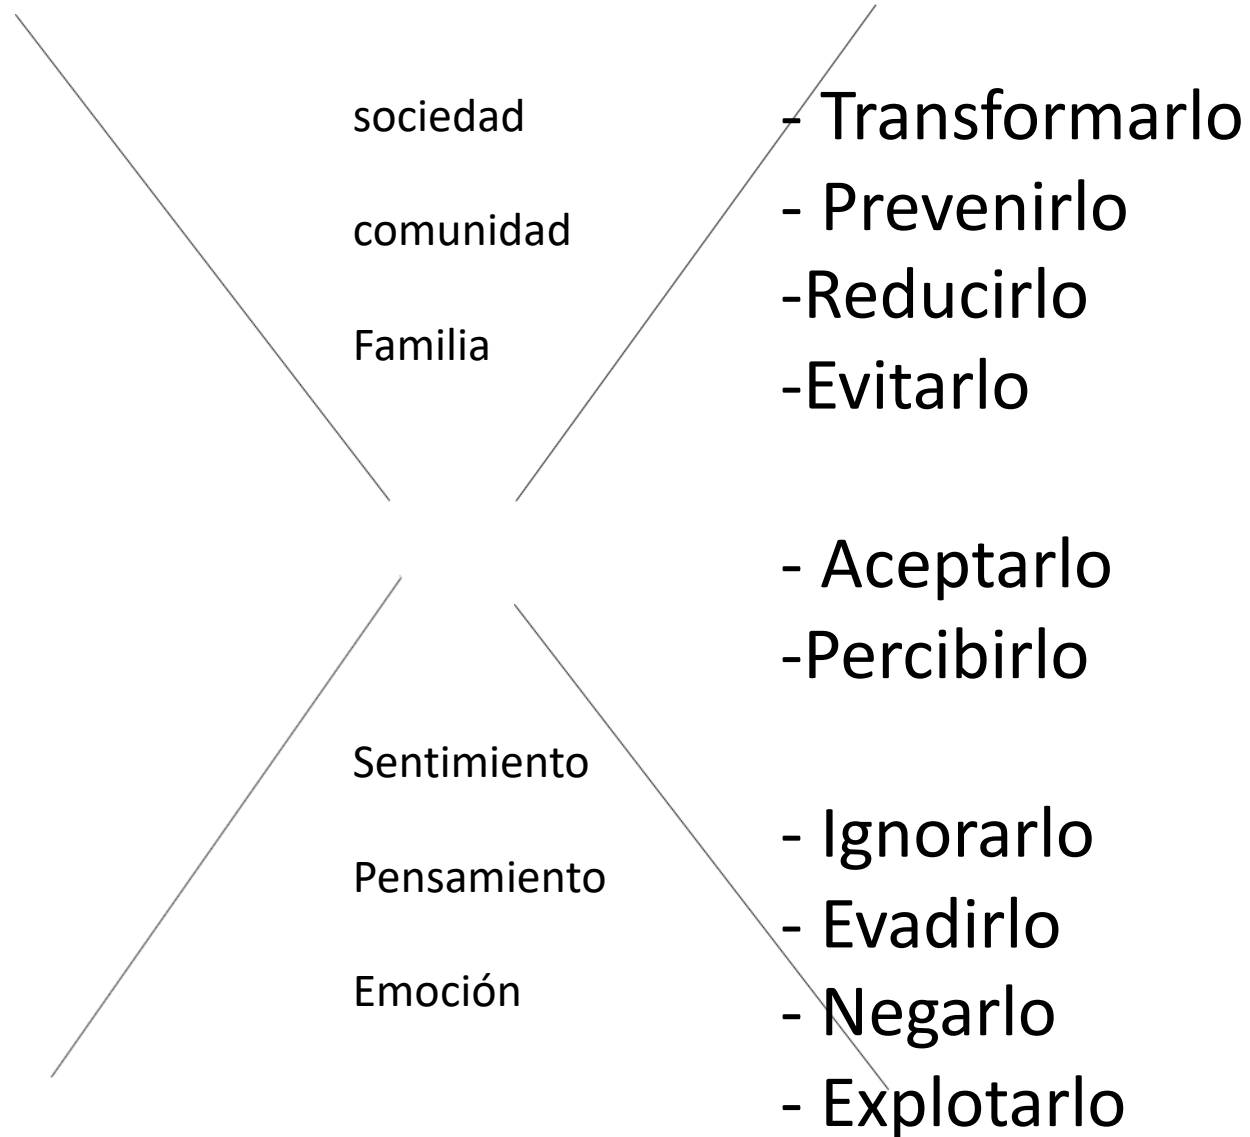 sociedad
comunidad
Familia
Sentimiento
Pensamiento
Emoción
- Transformarlo
- Prevenirlo
-Reducirlo
-Evitarlo
- Aceptarlo
-Percibirlo
- Ignorarlo
- Evadirlo
- Negarlo
- Explotarlo